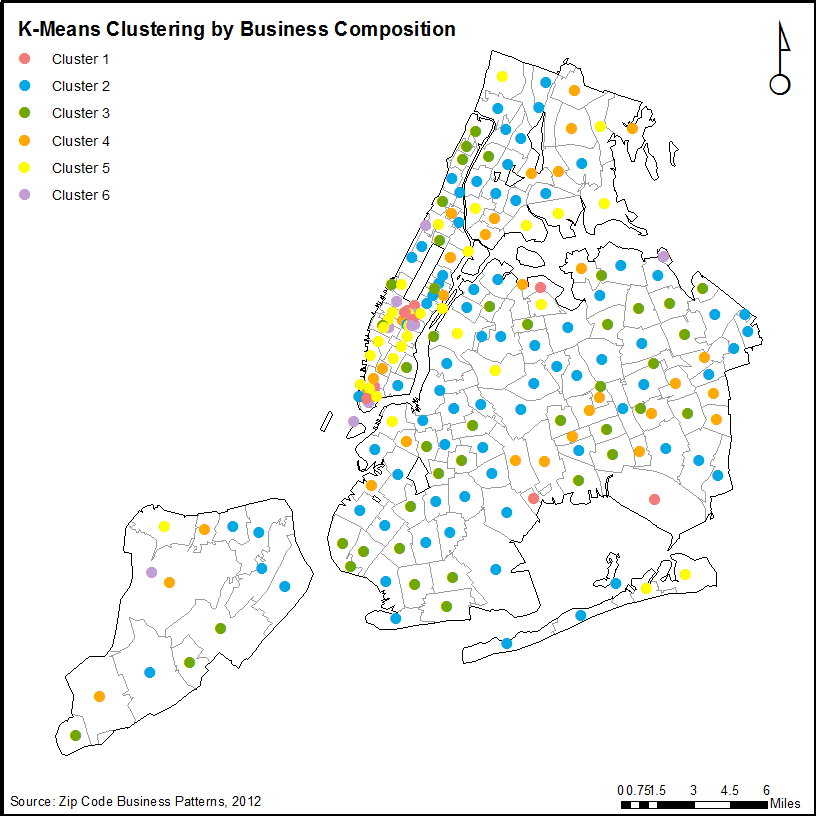 K-Means Clustering by Business Composition
Cluster 1
Cluster 2
Cluster 3
Cluster 4
Cluster 5
Cluster 6
Source: Zip Code Business Patterns, 2012
0 0.75 1.5 3 4.5 6
Miles